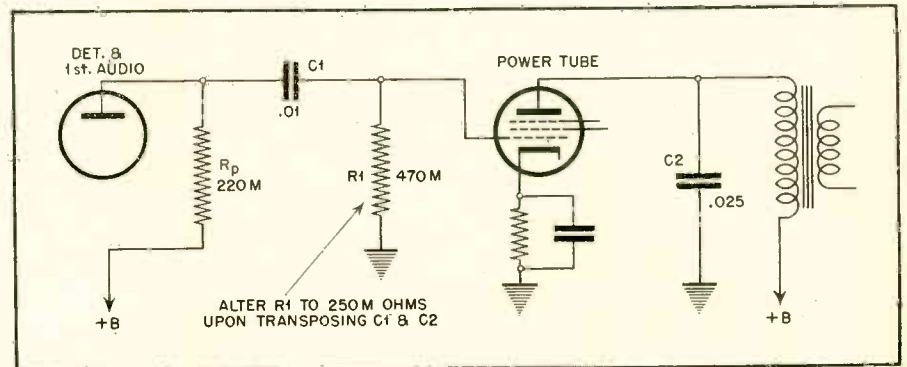 DET. &
1st. AUDIO
C1
.01
POWER TUBE
Rp
220 M
R1
470 M
C2
.025
+B
ALTER R1 TO 250 M OHMS
UPON TRANSPOSING C1 & C2
+B